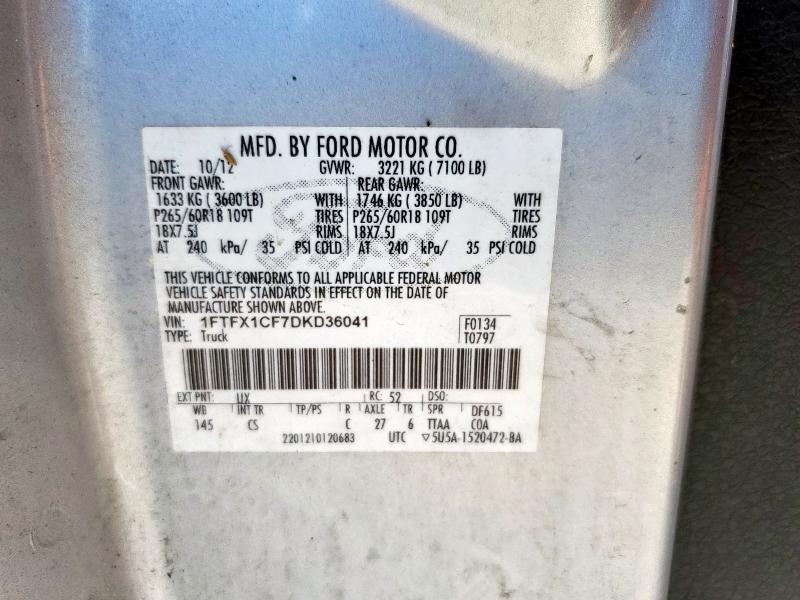 MFD. BY FORD MOTOR CO.
DATE: 10/12 GVWR: 3221 KG ( 7100 LB)
FRONT GAWR: REAR GAWR:
1633 KG ( 3600 LB) WITH 1746 KG ( 3850 LB) WITH
P265/60R18 109T TIRES P265/60R18 109T TIRES
18X7.5J RIMS 18X7.5J RIMS
AT 240 kPa/ 35 PSI COLD AT 240 kPa/ 35 PSI COLD
THIS VEHICLE CONFORMS TO ALL APPLICABLE FEDERAL MOTOR
VEHICLE SAFETY STANDARDS IN EFFECT ON THE DATE OF
MANUFACTURE SHOWN ABOVE.
VIN: 1FTFX1CF7DKD36041 F0134
TYPE: Truck T0797
EXT PNT: UX RC: 52 DSO:
WB INT TR TP/PS R AXLE TR SPR DF615
145 CS C 27 6 TTAA COA
2201210120683 UTC ▽5U5A-1520472-BA